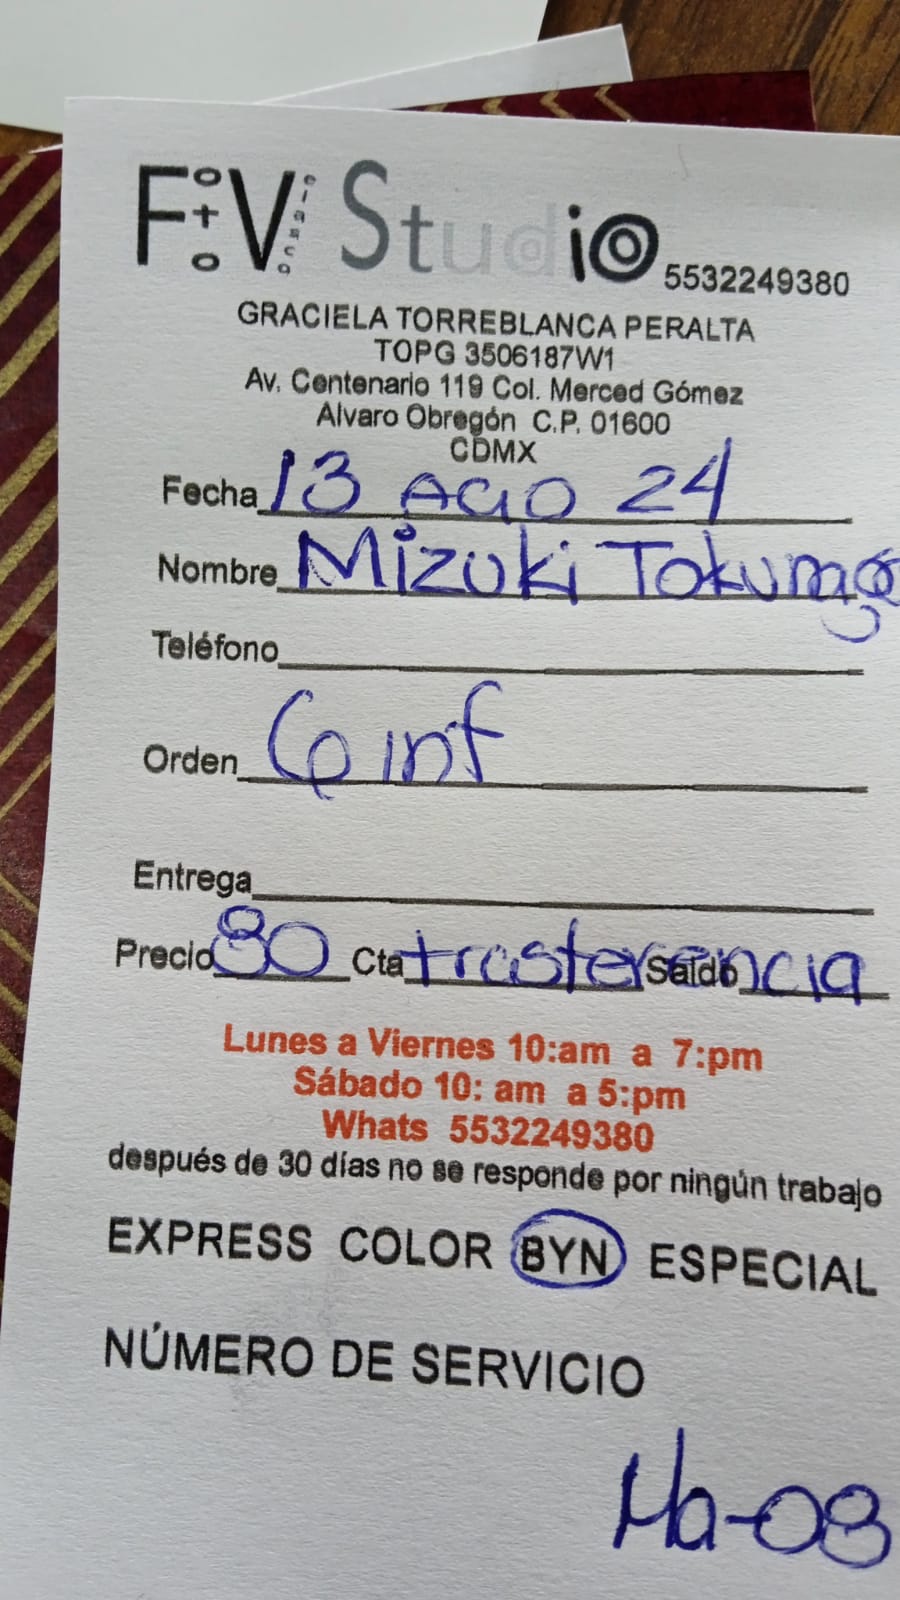 Foto Velasco Studio 5532249380
GRACIELA TORREBLANCA PERALTA
TOPG 3506187W1
Av. Centenario 119 Col. Merced Gómez
Alvaro Obregón C.P. 01600
CDMX
Fecha 13 AGO 24
Nombre Mizuki
Teléfono
Orden 6 inf
Entrega
Precio 80 Cta trasferencia Saldo
Lunes a Viernes 10:am a 7:pm
Sábado 10: am a 5:pm
Whats 5532249380
después de 30 días no se responde por ningún trabajo
EXPRESS COLOR BYN ESPECIAL
NÚMERO DE SERVICIO
Ma-08